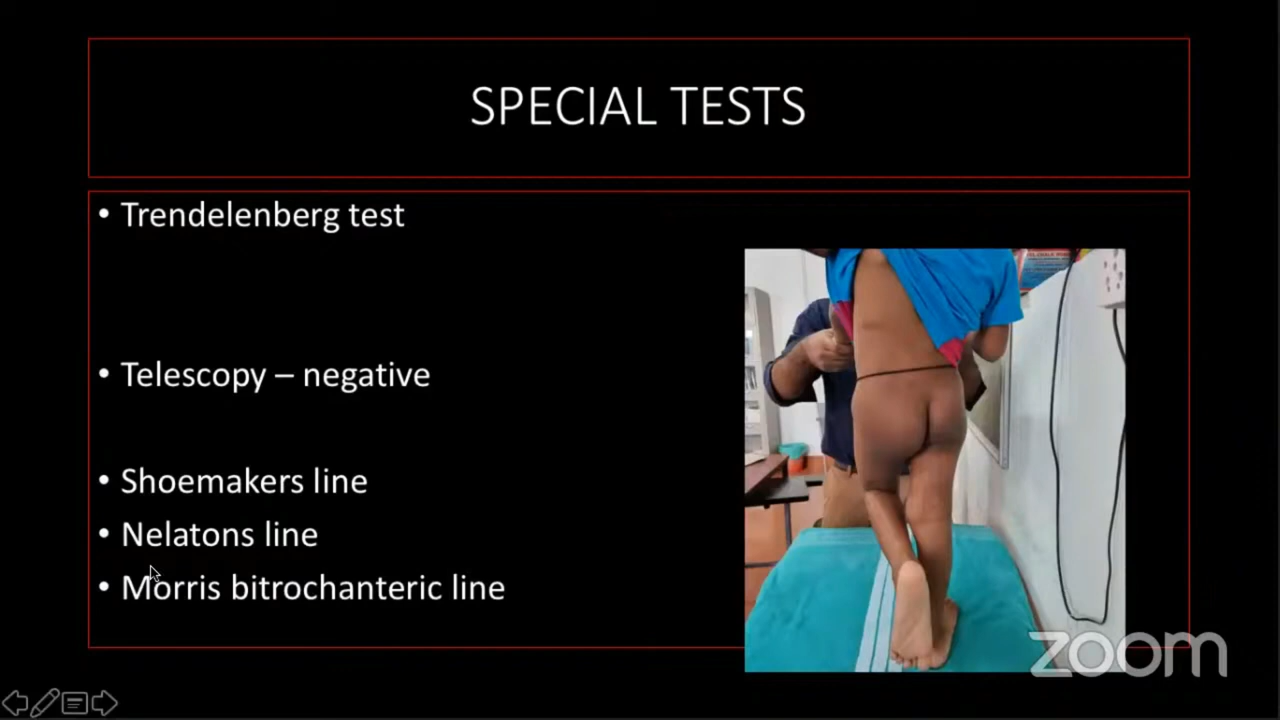 SPECIAL TESTS
• Trendelenberg test
• Telescopy – negative
• Shoemakers line
• Nelatons line
• Morris bitrochanteric line
zoom